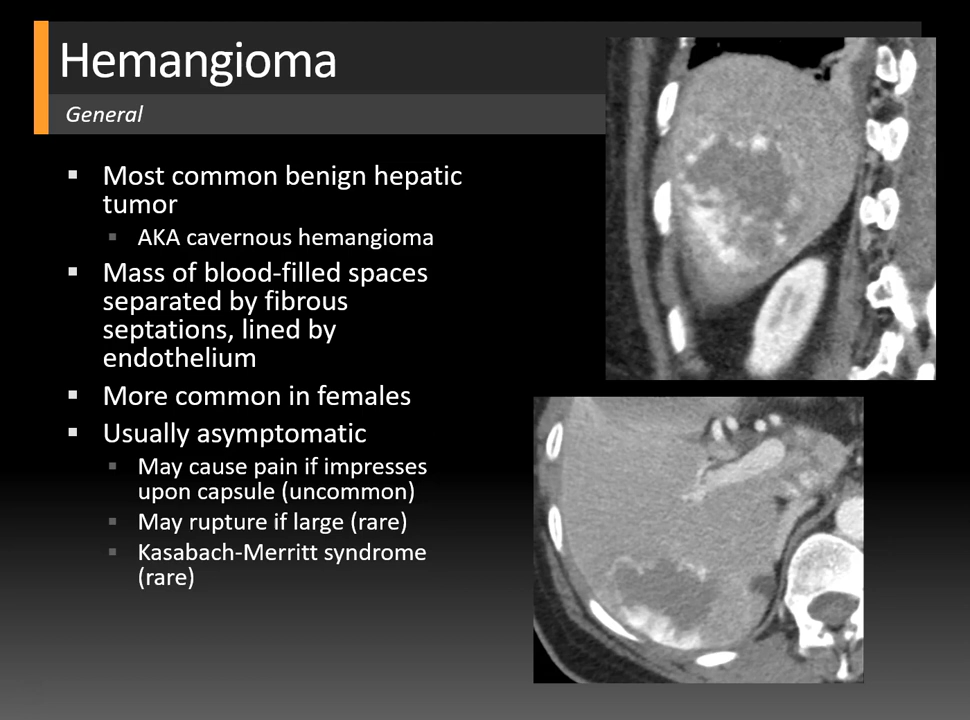 Hemangioma
General
Most common benign hepatic
tumor
AKA cavernous hemangioma
Mass of blood-filled spaces
separated by fibrous
septations, lined by
endothelium
More common in females
Usually asymptomatic
May cause pain if impresses
upon capsule (uncommon)
May rupture if large (rare)
Kasabach-Merritt syndrome
(rare)